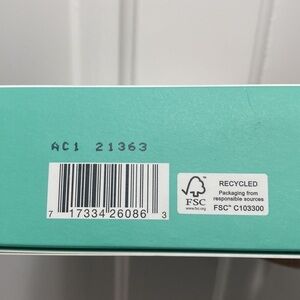 AC1 21363
7 17334 26086 3
FSC
www.fsc.org
RECYCLED
Packaging from
responsible sources
FSC® C103300